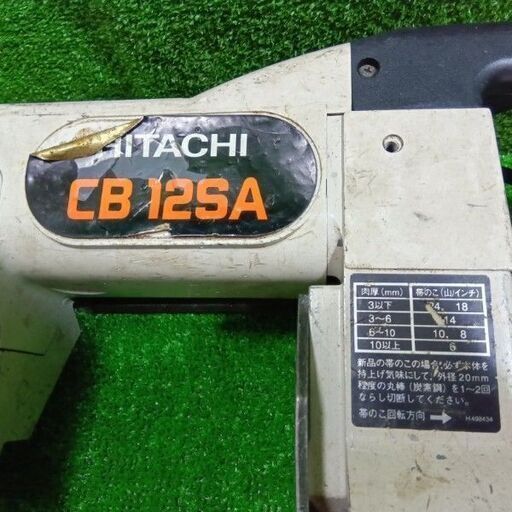 HITACHI
CB 12SA
肉厚(mm) 帯のこ(山/インチ)
3以下 24, 18
3〜6 14
6〜10 10, 8
10以上 6
新品の帯のこの場合、必ず本体を
持上げ気味にして、外径20mm
程度の丸棒(炭素鋼)を1〜2回
ならし切断してください。
帯のこ回転方向 → H498434